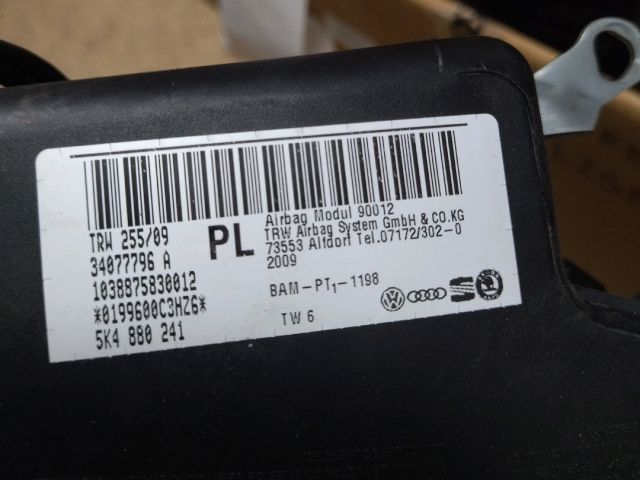 TRW 255/09
34077796 A
1038875830012
*0199600C3HZ6*
5K4 880 241
PL
Airbag Modul 90012
TRW Airbag System GmbH & CO.KG
73553 Alfdorf Tel.07172/302-0
2009
BAM-PT1-1198
TW 6